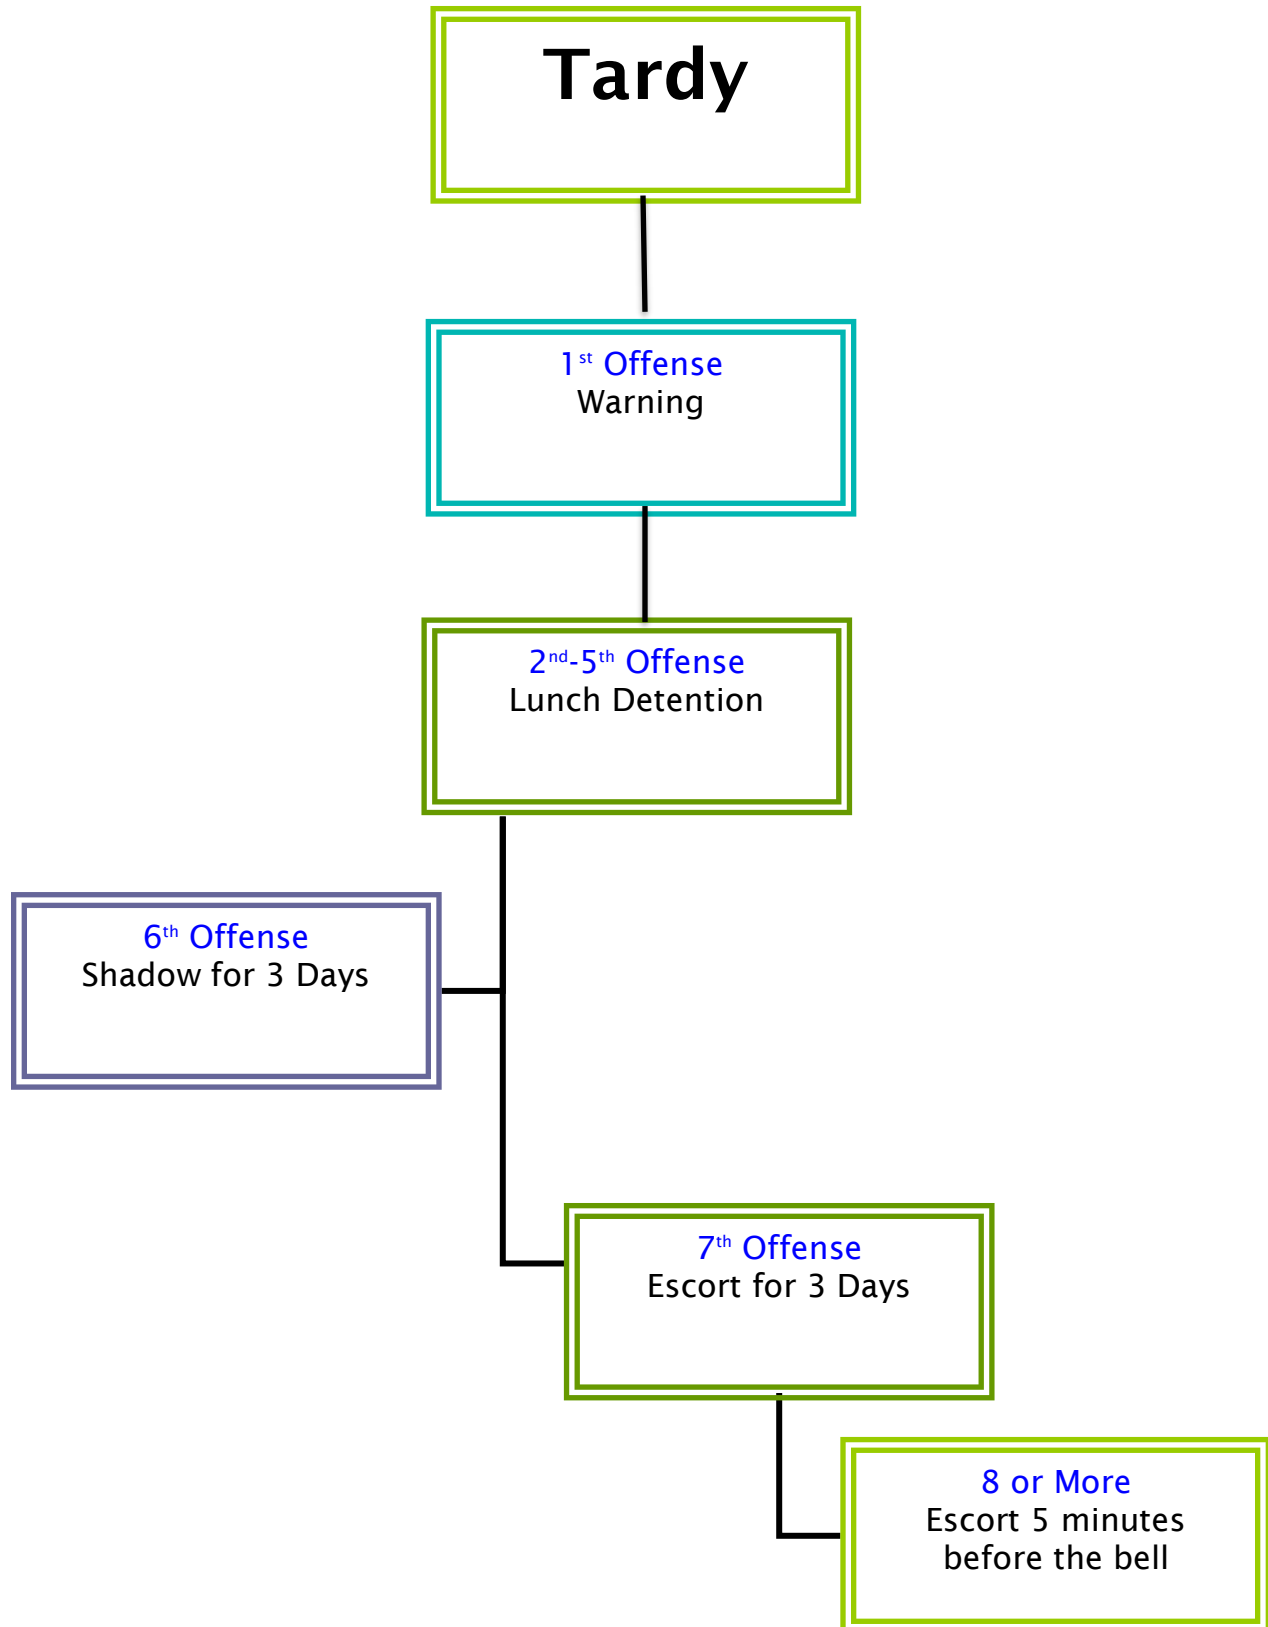 Tardy
1st Offense
Warning
2nd-5th Offense
Lunch Detention
6th Offense
Shadow for 3 Days
7th Offense
Escort for 3 Days
8 or More
Escort 5 minutes
before the bell